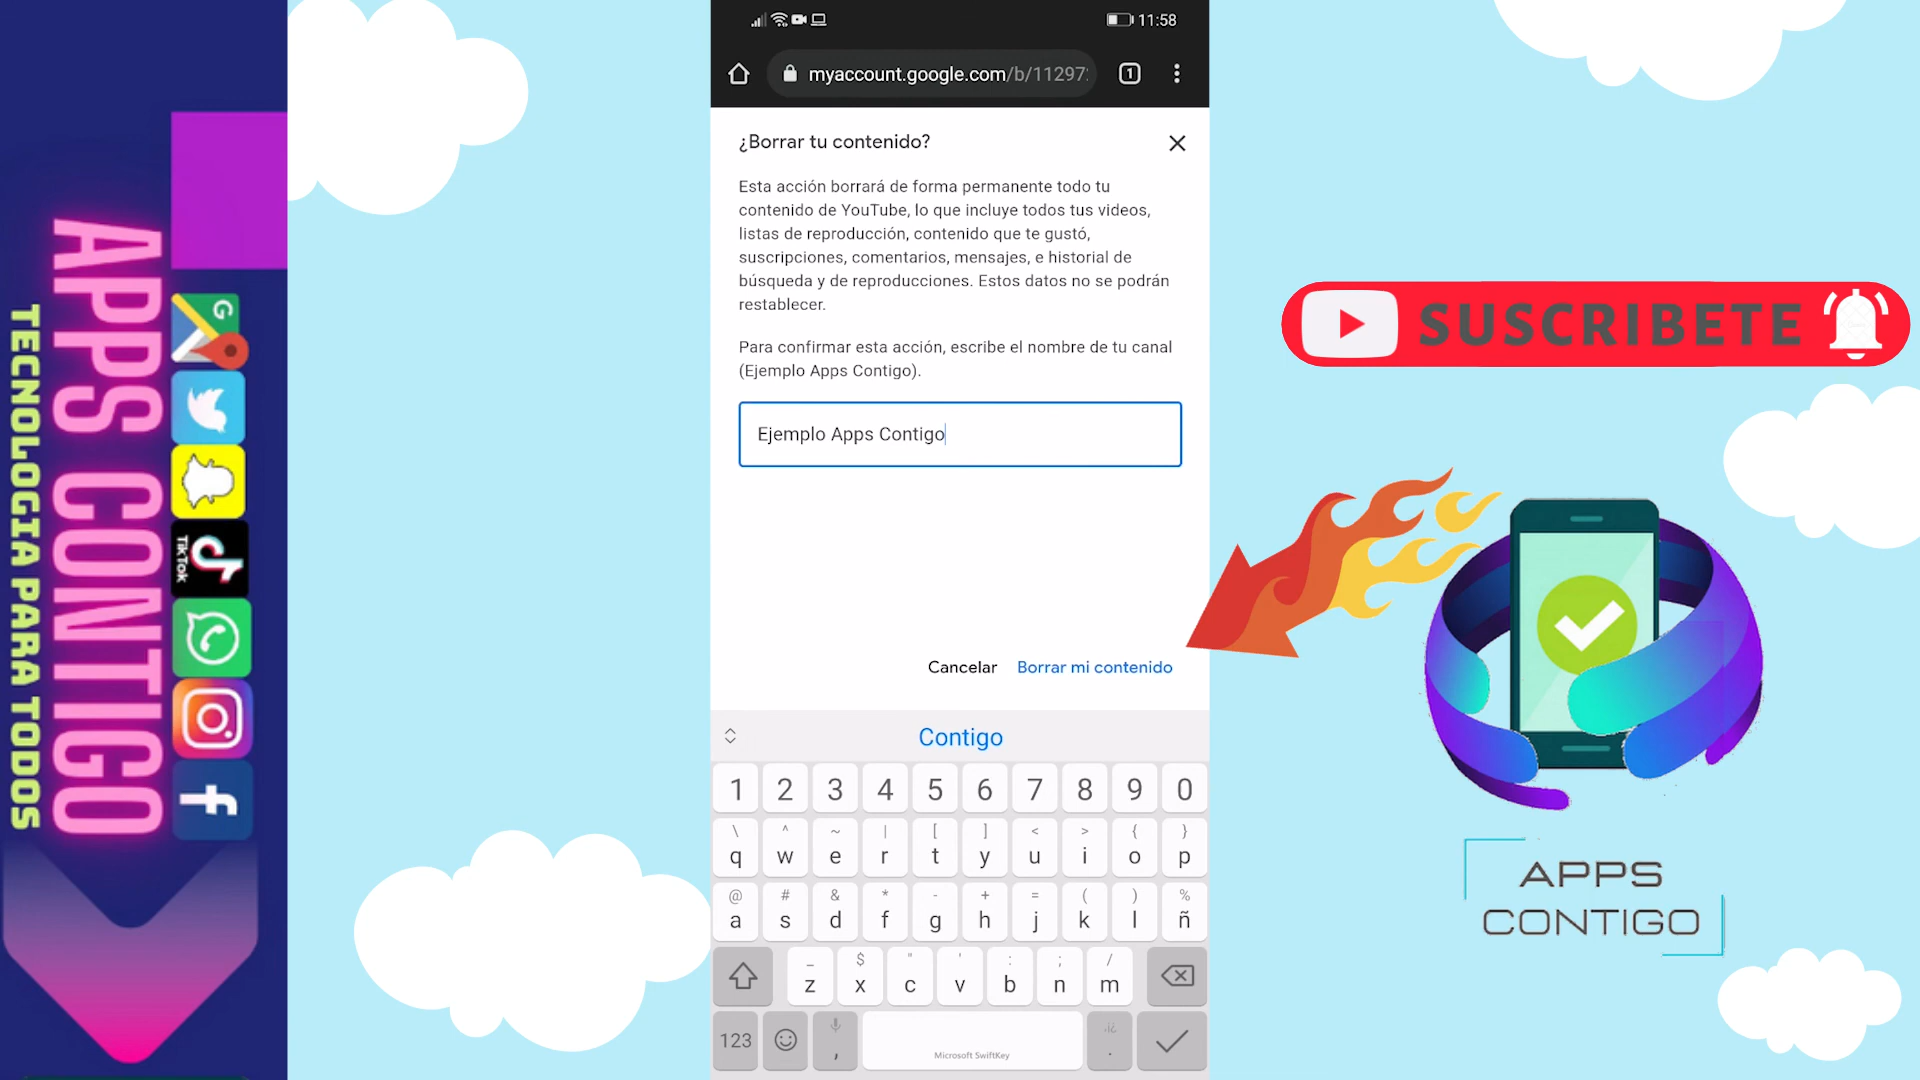 APPS CONTIGO
TECNOLOGIA PARA TODOS
G
TikTok
f
11:58
myaccount.google.com/b/11297
1
¿Borrar tu contenido?
Esta acción borrará de forma permanente todo tu
contenido de YouTube, lo que incluye todos tus videos,
listas de reproducción, contenido que te gustó,
suscripciones, comentarios, mensajes, e historial de
búsqueda y de reproducciones. Estos datos no se podrán
restablecer.
Para confirmar esta acción, escribe el nombre de tu canal
(Ejemplo Apps Contigo).
Ejemplo Apps Contigo
Cancelar Borrar mi contenido
Contigo
1 2 3 4 5 6 7 8 9 0
\ ^ ~ | [ ] < > { }
q w e r t y u i o p
@ # & * - + = ( ) %
a s d f g h j k l ñ
_ $ " ' : ; /
z x c v b n m
123 , Microsoft SwiftKey .
SUSCRIBETE
APPS
CONTIGO